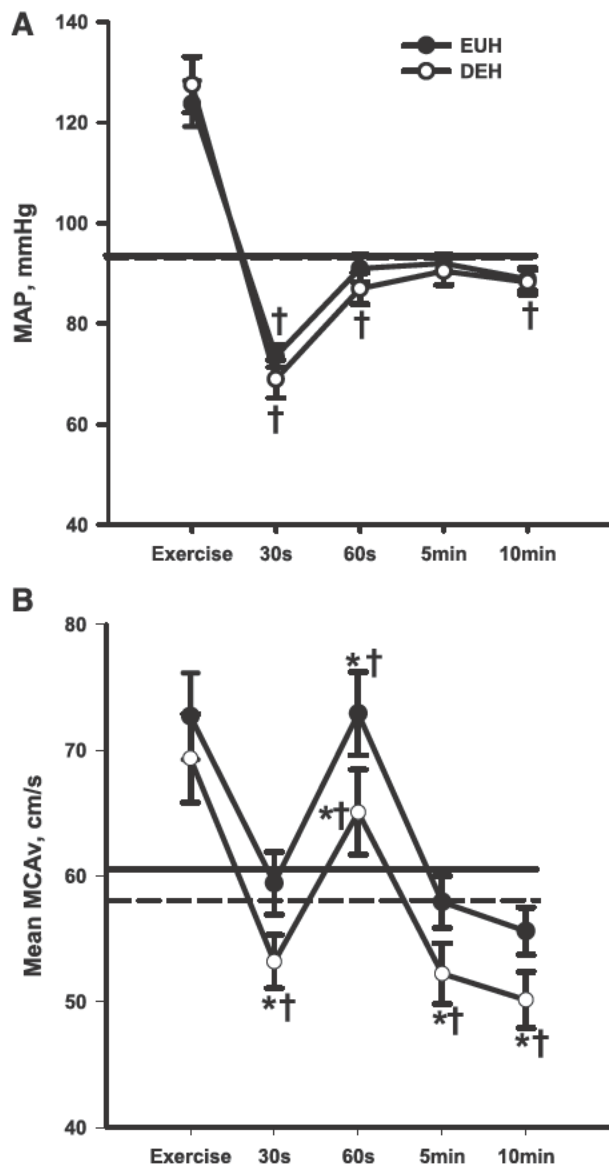 A
140
EUH
DEH
120
100
MAP, mmHg
80
60
40
†
†
†
†
Exercise 30s 60s 5min 10min
B
80
70
60
50
40
Mean MCAv, cm/s
*†
*†
*†
*†
*†
Exercise 30s 60s 5min 10min